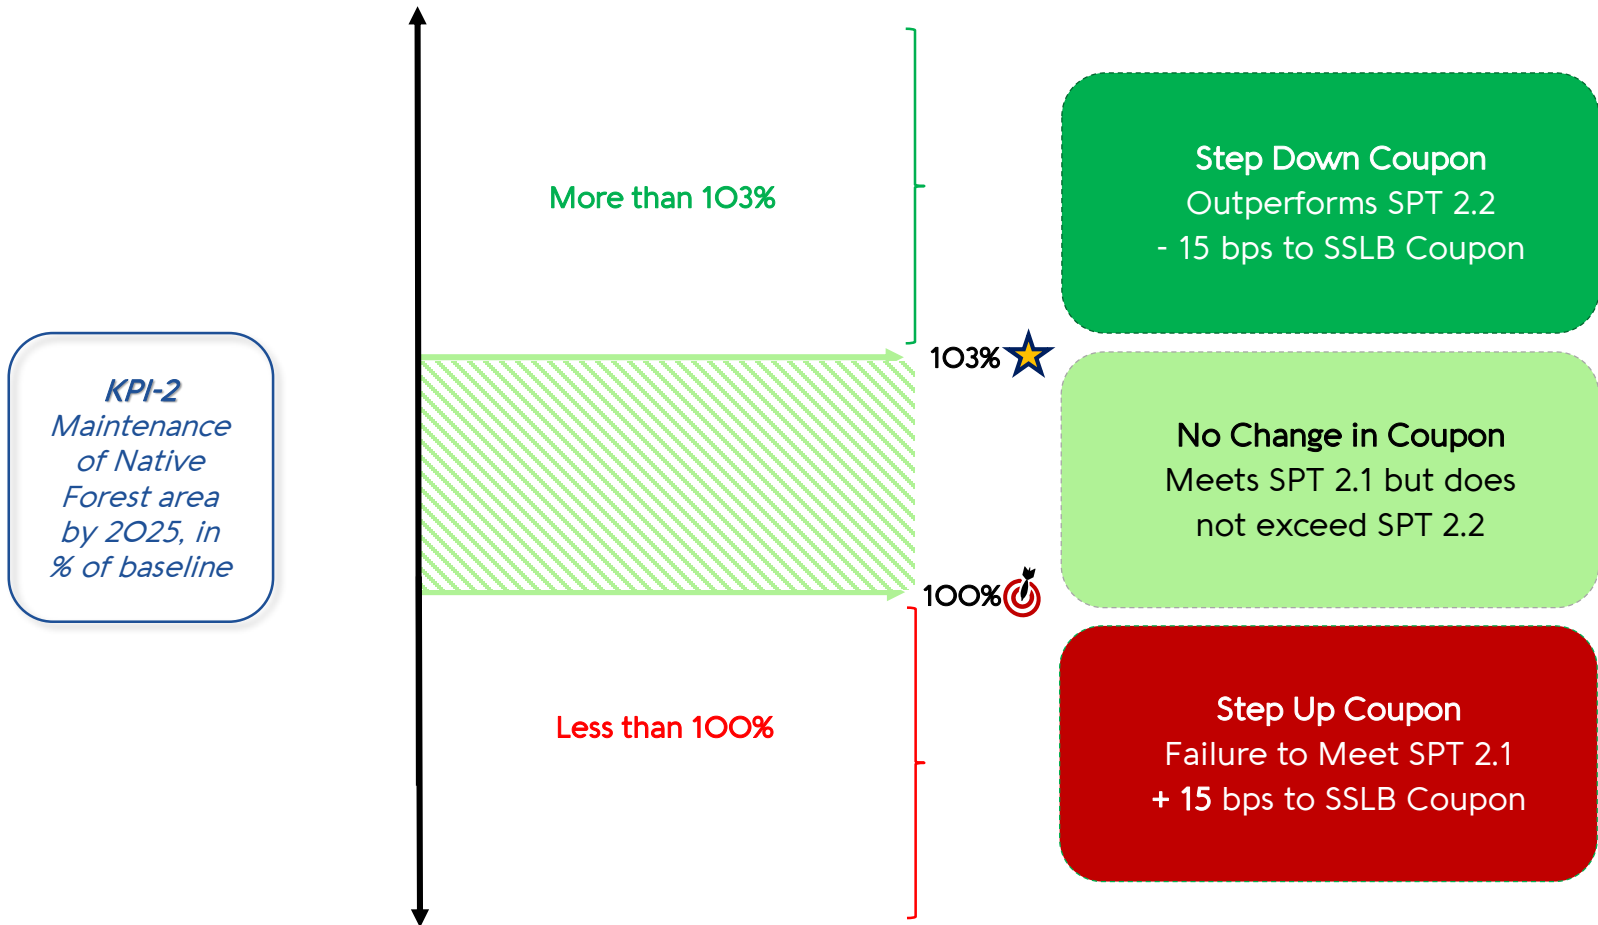 KPI-2
Maintenance
of Native
Forest area
by 2025, in
% of baseline
More than 103%
103%
100%
Less than 100%
Step Down Coupon
Outperforms SPT 2.2
- 15 bps to SSLB Coupon
No Change in Coupon
Meets SPT 2.1 but does
not exceed SPT 2.2
Step Up Coupon
Failure to Meet SPT 2.1
+ 15 bps to SSLB Coupon